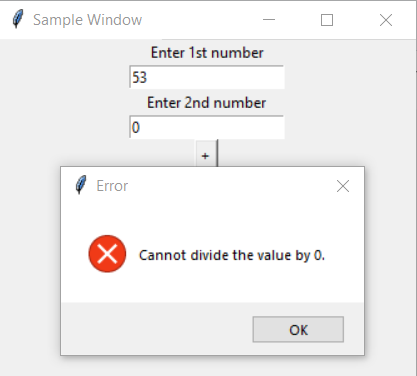 Sample Window
Enter 1st number
53
Enter 2nd number
0
+
Error
Cannot divide the value by 0.
OK